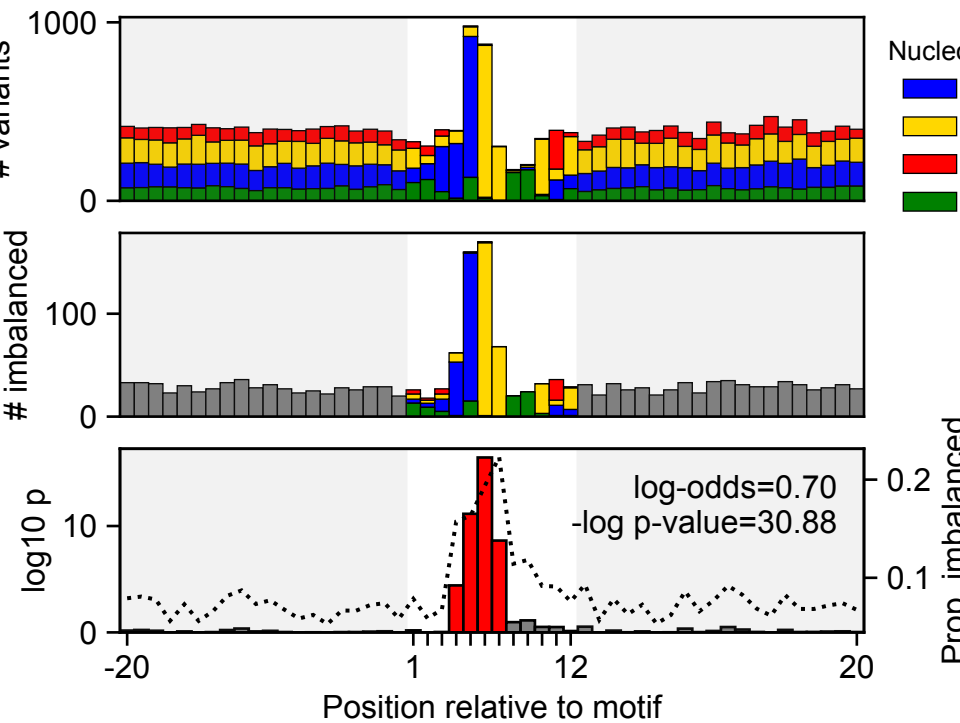 1000
0
# variants
Nucleo
100
0
# imbalanced
10
0
log10 p
log-odds=0.70
-log p-value=30.88
0.2
0.1
Prop. imbalanced
-20
1
12
20
Position relative to motif